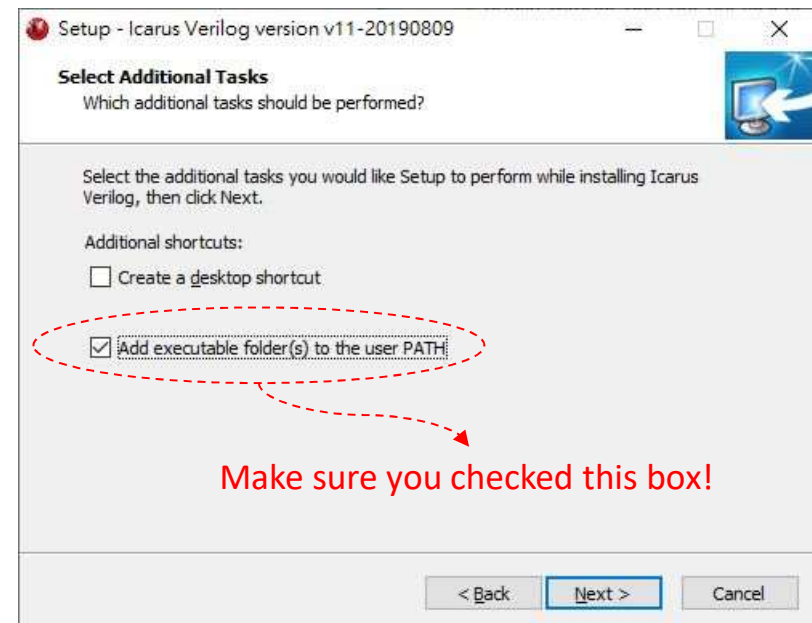 Setup - Icarus Verilog version v11-20190809
Select Additional Tasks
Which additional tasks should be performed?
Select the additional tasks you would like Setup to perform while installing Icarus
Verilog, then click Next.
Additional shortcuts:
Create a desktop shortcut
Add executable folder(s) to the user PATH
Make sure you checked this box!
< Back Next > Cancel